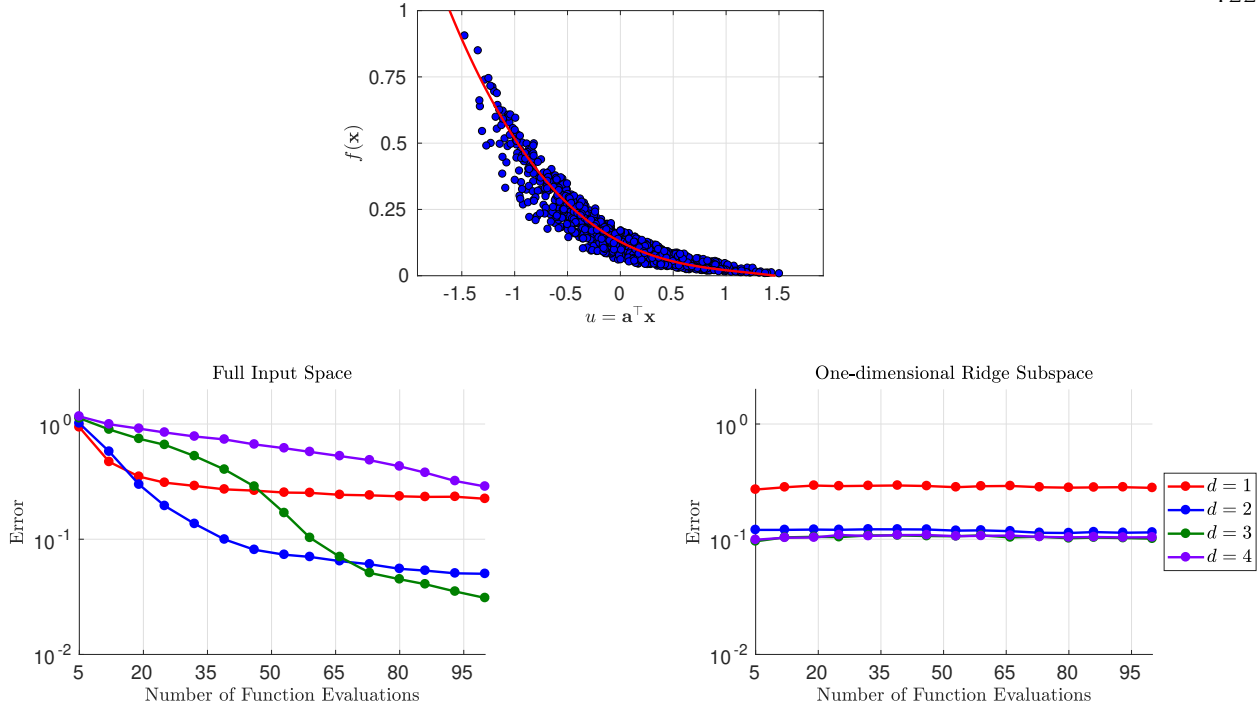 1
0.75
0.5
0.25
0
f(x)
-1.5 -1 -0.5 0 0.5 1 1.5
u = a⊤x
Full Input Space
10^0
10^-1
10^-2
Error
5 20 35 50 65 80 95
Number of Function Evaluations
One-dimensional Ridge Subspace
10^0
10^-1
10^-2
Error
5 20 35 50 65 80 95
Number of Function Evaluations
d = 1
d = 2
d = 3
d = 4